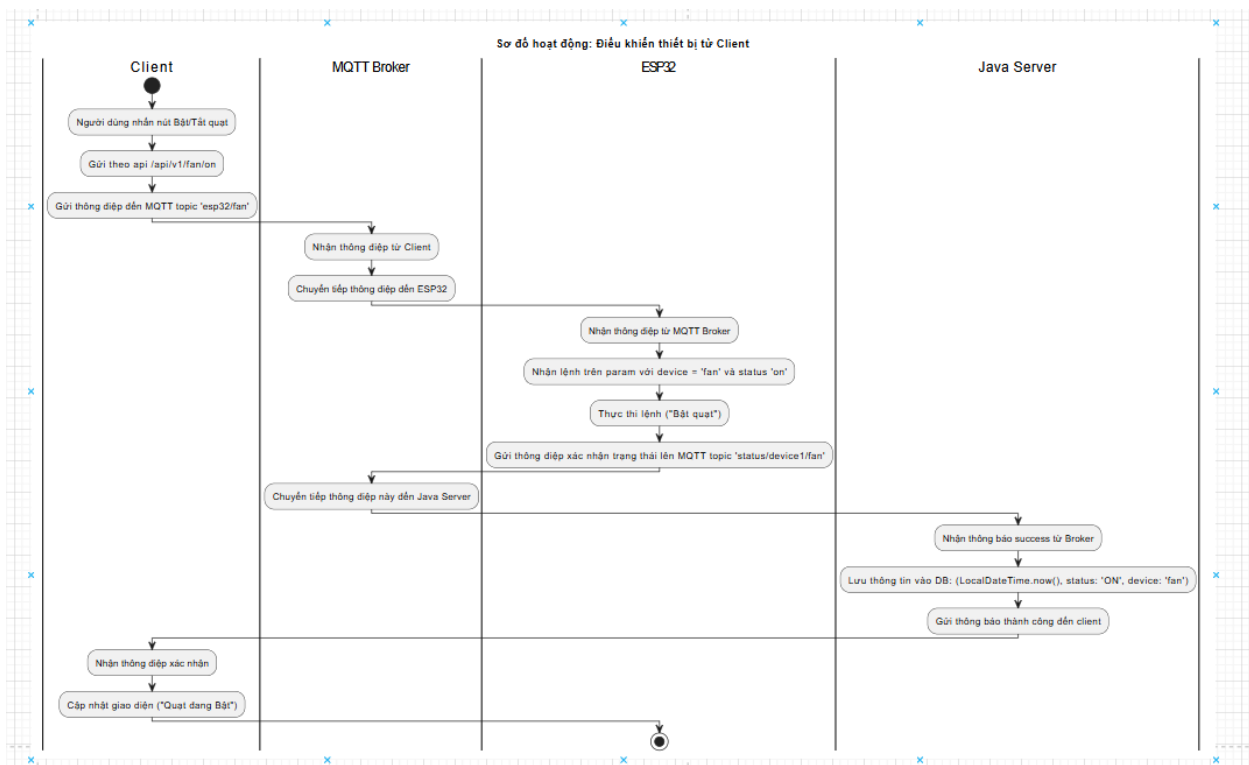 Sơ đồ hoạt động: Điều khiển thiết bị từ Client
Client
MQTT Broker
ESP32
Java Server
Người dùng nhấn nút Bật/Tắt quạt
Gửi theo api /api/v1/fan/on
Gửi thông điệp đến MQTT topic 'esp32/fan'
Nhận thông điệp từ Client
Chuyển tiếp thông điệp đến ESP32
Nhận thông điệp từ MQTT Broker
Nhận lệnh trên param với device = 'fan' và status 'on'
Thực thi lệnh ("Bật quạt")
Gửi thông điệp xác nhận trạng thái lên MQTT topic 'status/device1/fan'
Chuyển tiếp thông điệp này đến Java Server
Nhận thông báo success từ Broker
Lưu thông tin vào DB: (LocalDateTime.now(), status: 'ON', device: 'fan')
Gửi thông báo thành công đến client
Nhận thông điệp xác nhận
Cập nhật giao diện ("Quạt đang Bật")